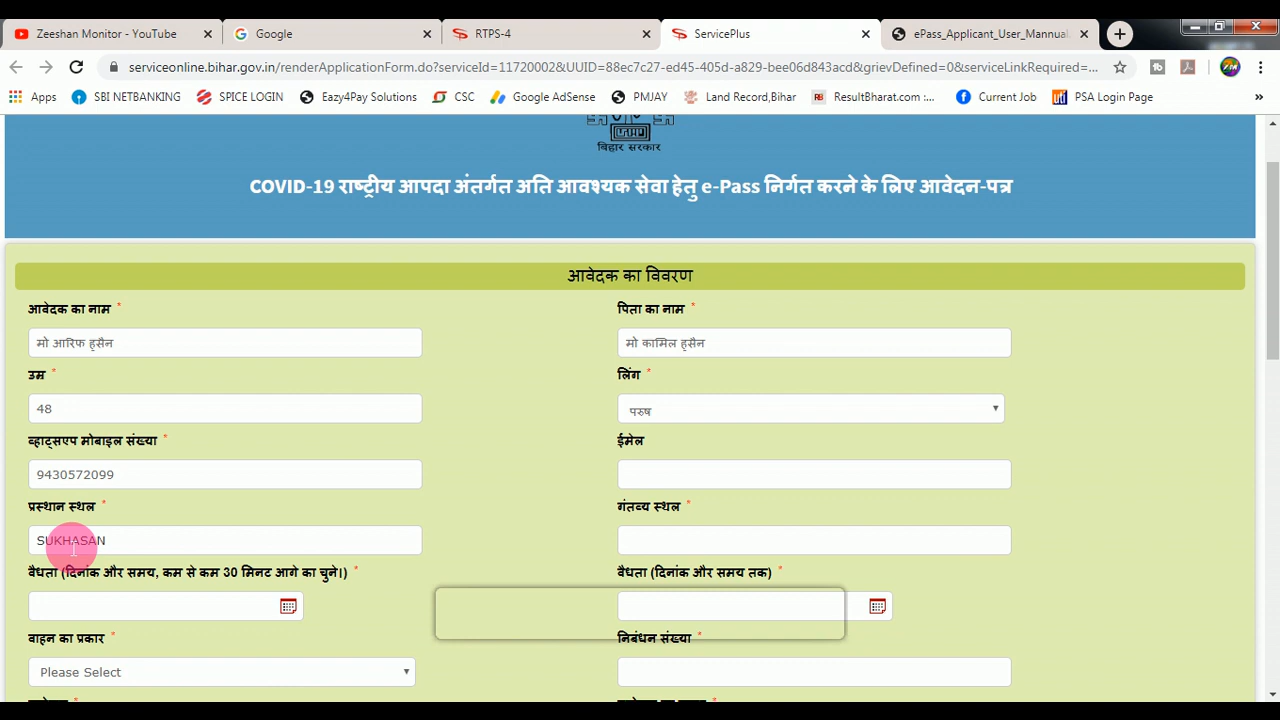 Zeeshan Monitor - YouTube
Google
RTPS-4
ServicePlus
ePass_Applicant_User_Mannual
serviceonline.bihar.gov.in/renderApplicationForm.do?serviceId=11790001&UUID=88ec7c27-ed45-405d-a829-bee06d843acd&grievDefined=0&serviceLinkRequired=...
Apps
SBI NETBANKING
SPICE LOGIN
Eazy4Pay Solutions
CSC
Google AdSense
PMJAY
Land Record,Bihar
ResultBharat.com :...
Current Job
PSA Login Page
»
बिहार सरकार
COVID-19 राष्ट्रीय आपदा अंतर्गत अति आवश्यक सेवा हेतु e-Pass निर्गत करने के लिए आवेदन-पत्र
आवेदक का विवरण
आवेदक का नाम *
पिता का नाम *
मो आरिफ हुसैन
मो कामिल हुसैन
उम्र *
लिंग *
48
पुरुष
व्हाट्सएप मोबाइल संख्या *
ईमेल
9430572099
प्रस्थान स्थल *
गंतव्य स्थल *
SUKHASAN
वैधता (दिनांक और समय, कम से कम 30 मिनट आगे का चुने।) *
वैधता (दिनांक और समय तक) *
वाहन का प्रकार *
निबंधन संख्या *
Please Select